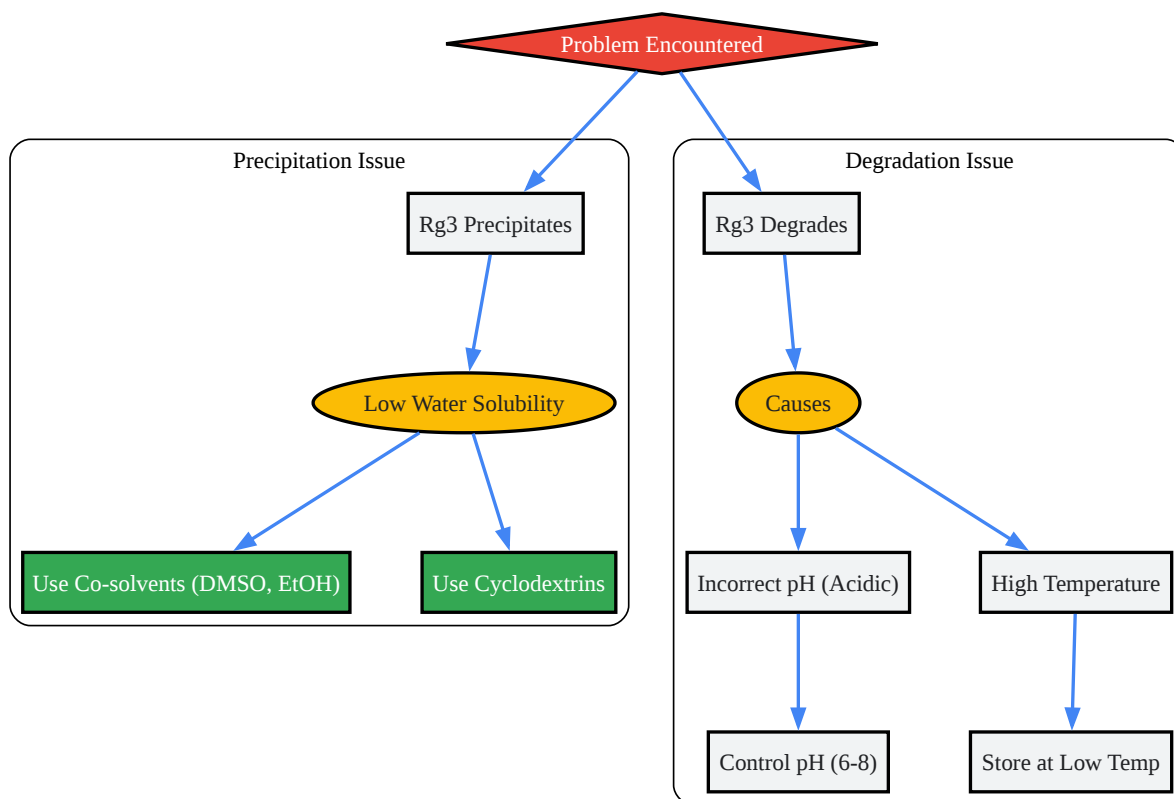 Problem Encountered
Precipitation Issue
Degradation Issue
Rg3 Precipitates
Rg3 Degrades
Low Water Solubility
Causes
Use Co-solvents (DMSO, EtOH)
Use Cyclodextrins
Incorrect pH (Acidic)
High Temperature
Control pH (6-8)
Store at Low Temp